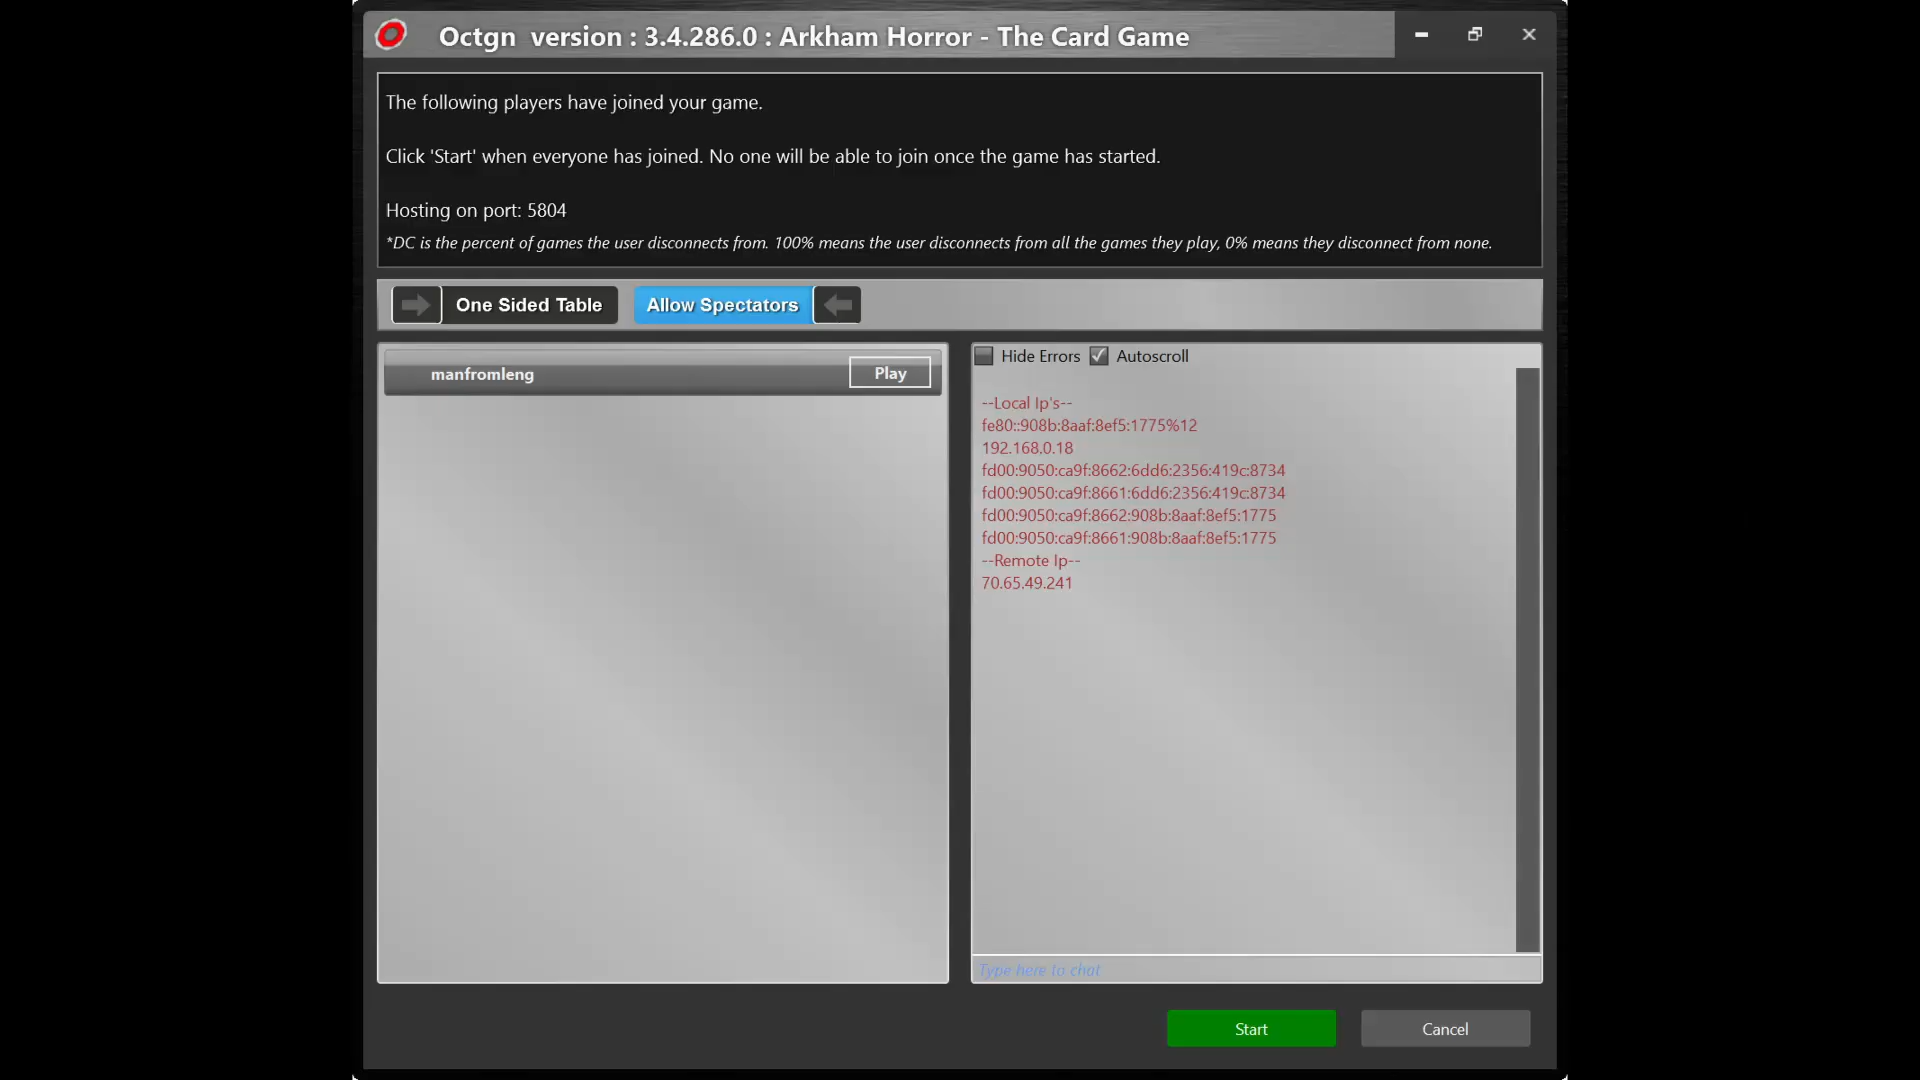 Octgn version : 3.4.286.0 : Arkham Horror - The Card Game
The following players have joined your game.
Click 'Start' when everyone has joined. No one will be able to join once the game has started.
Hosting on port: 5804
*DC is the percent of games the user disconnects from. 100% means the user disconnects from all the games they play, 0% means they disconnect from none.
One Sided Table
Allow Spectators
manfromleng
Play
Hide Errors
Autoscroll
--Local Ip's--
fe80::908b:8aaf:8ef5:1775%12
192.168.0.18
fd00:9050:ca9f:8662:6dd6:2356:419c:8734
fd00:9050:ca9f:8661:6dd6:2356:419c:8734
fd00:9050:ca9f:8662:908b:8aaf:8ef5:1775
fd00:9050:ca9f:8661:908b:8aaf:8ef5:1775
--Remote Ip--
70.65.49.241
Type here to chat
Start
Cancel